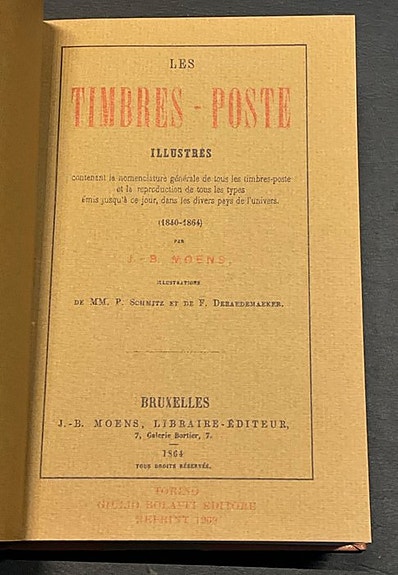 LES
TIMBRES - POSTE
ILLUSTRÉS
contenant la nomenclature générale de tous les timbres-poste
et la reproduction de tous les types
émis jusqu'à ce jour, dans les divers pays de l'univers.
(1840-1864)
PAR
J.-B. MOENS,
ILLUSTRATIONS
DE MM. P. SCHMITZ ET DE F. DERAEDEMAEKER.
BRUXELLES
J.-B. MOENS, LIBRAIRE-ÉDITEUR,
7, Galerie Bortier, 7.
1864
TOUS DROITS RÉSERVÉS.
TORINO
GIULIO BOLAFFI EDITORE
REPRINT